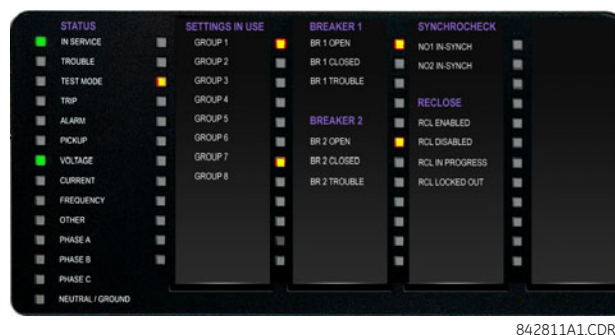 STATUS
IN SERVICE
TROUBLE
TEST MODE
TRIP
ALARM
PICKUP
VOLTAGE
CURRENT
FREQUENCY
OTHER
PHASE A
PHASE B
PHASE C
NEUTRAL / GROUND
SETTINGS IN USE
GROUP 1
GROUP 2
GROUP 3
GROUP 4
GROUP 5
GROUP 6
GROUP 7
GROUP 8
BREAKER 1
BR 1 OPEN
BR 1 CLOSED
BR 1 TROUBLE
BREAKER 2
BR 2 OPEN
BR 2 CLOSED
BR 2 TROUBLE
SYNCHROCHECK
NO1 IN-SYNCH
NO2 IN-SYNCH
RECLOSE
RCL ENABLED
RCL DISABLED
RCL IN PROGRESS
RCL LOCKED OUT
842811A1.CDR